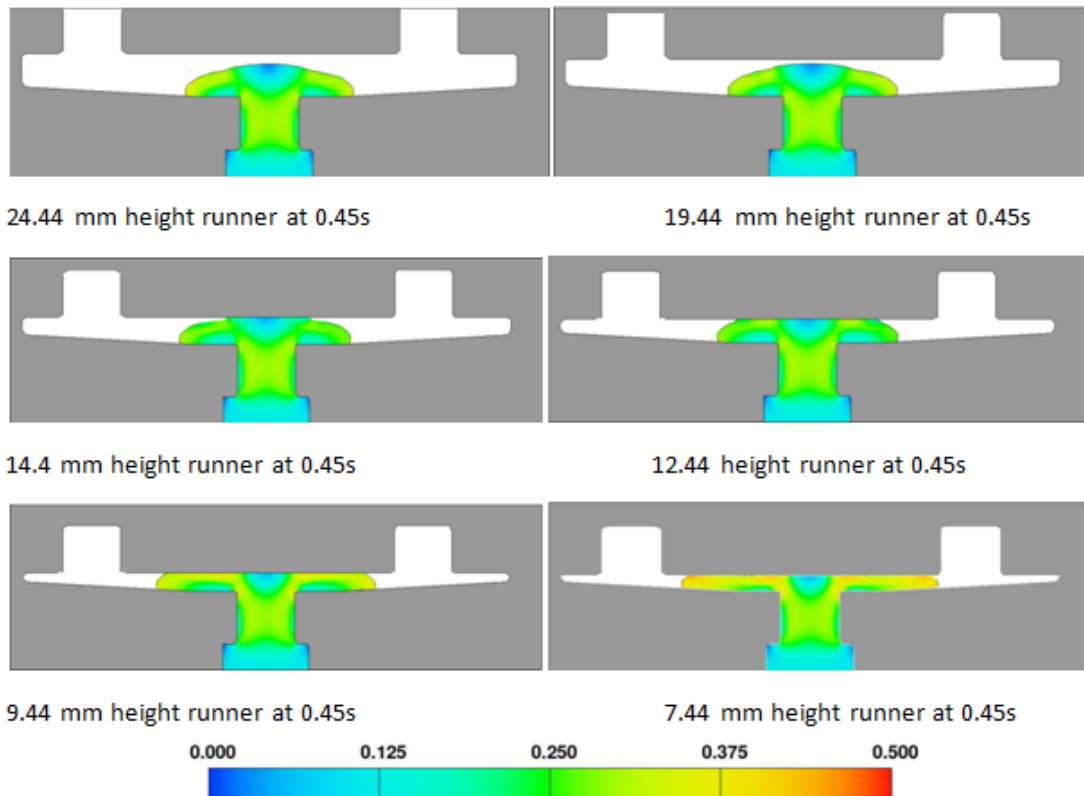 24.44 mm height runner at 0.45s
19.44 mm height runner at 0.45s
14.4 mm height runner at 0.45s
12.44 height runner at 0.45s
9.44 mm height runner at 0.45s
7.44 mm height runner at 0.45s
0.000 0.125 0.250 0.375 0.500